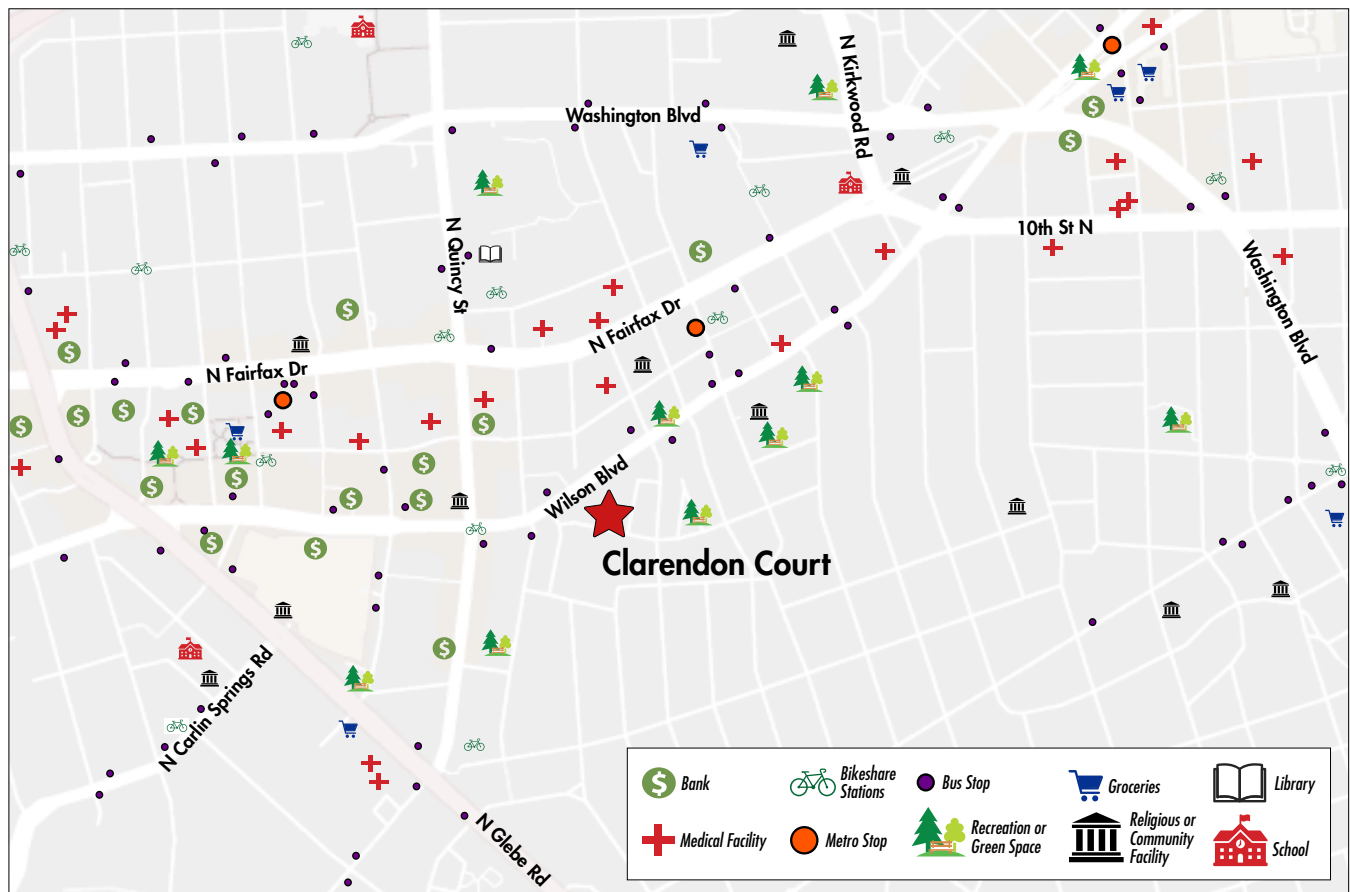 N Kirkwood Rd
Washington Blvd
N Quincy St
10th St N
Washington Blvd
N Fairfax Dr
N Fairfax Dr
Wilson Blvd
Clarendon Court
N Carlin Springs Rd
N Glebe Rd
Bank
Bikeshare
Stations
Bus Stop
Groceries
Library
Medical Facility
Metro Stop
Recreation or
Green Space
Religious or
Community
Facility
School